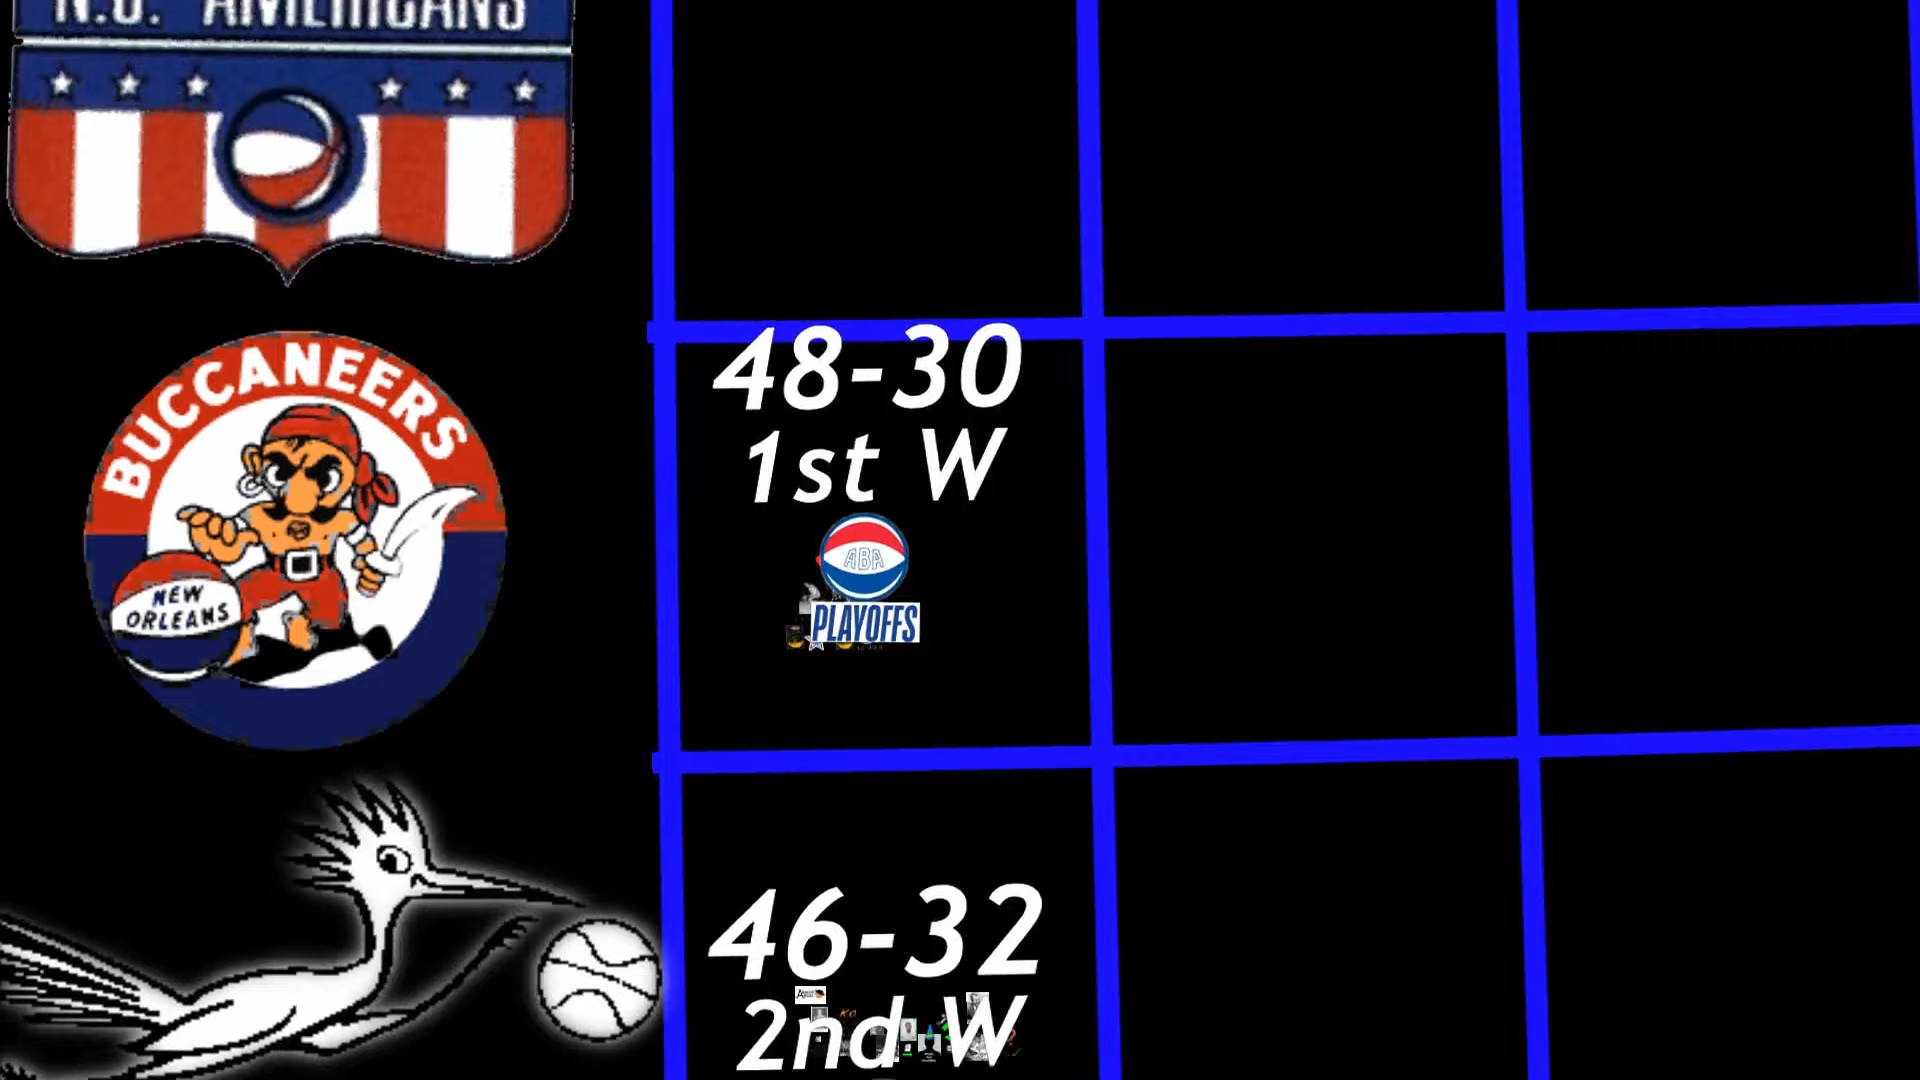 N.J. AMERICANS
BUCCANEERS
NEW
ORLEANS
48-30
1st W
ABA
PLAYOFFS
46-32
2nd W